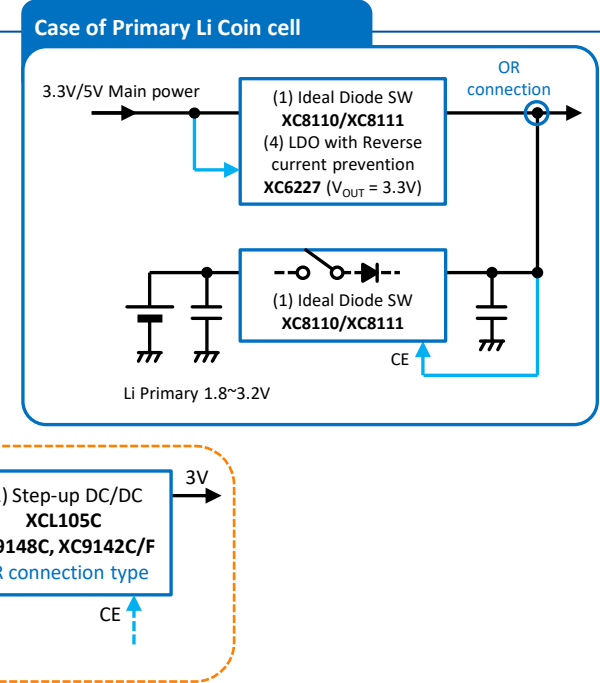 Case of Primary Li Coin cell
OR
connection
3.3V/5V Main power
(1) Ideal Diode SW
XC8110/XC8111
(4) LDO with Reverse
current prevention
XC6227 (VOUT = 3.3V)
(1) Ideal Diode SW
XC8110/XC8111
CE
Li Primary 1.8~3.2V
) Step-up DC/DC
3V
XCL105C
9148C, XC9142C/F
R connection type
CE